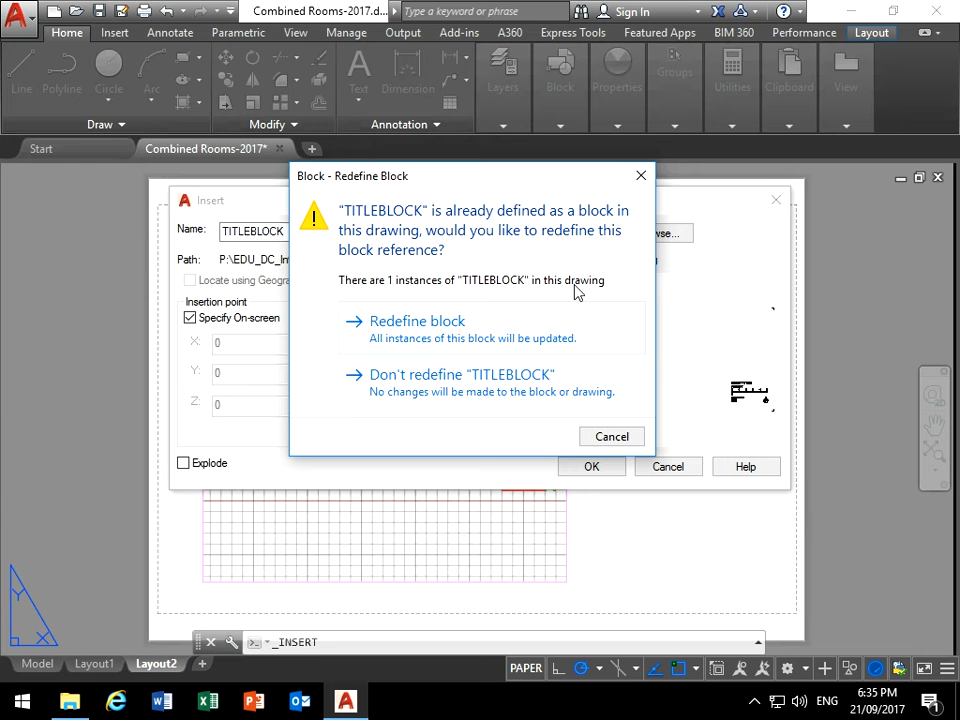 Combined Rooms-2017.d...
Type a keyword or phrase
Sign In
Home
Insert
Annotate
Parametric
View
Manage
Output
Add-ins
A360
Express Tools
Featured Apps
BIM 360
Performance
Layout
Line
Polyline
Circle
Arc
Text
Dimension
Layers
Block
Properties
Groups
Utilities
Clipboard
View
Draw
Modify
Annotation
Start
Combined Rooms-2017*
Block - Redefine Block
Insert
"TITLEBLOCK" is already defined as a block in
this drawing, would you like to redefine this
block reference?
There are 1 instances of "TITLEBLOCK" in this drawing
Redefine block
All instances of this block will be updated.
Don't redefine "TITLEBLOCK"
No changes will be made to the block or drawing.
Cancel
Name:
TITLEBLOCK
wse...
Path:
Locate using Geogra
Insertion point
Specify On-screen
X:
0
Y:
0
Z:
0
Explode
OK
Cancel
Help
Y
X
_INSERT
Model
Layout1
Layout2
PAPER
ENG
6:35 PM
21/09/2017
1